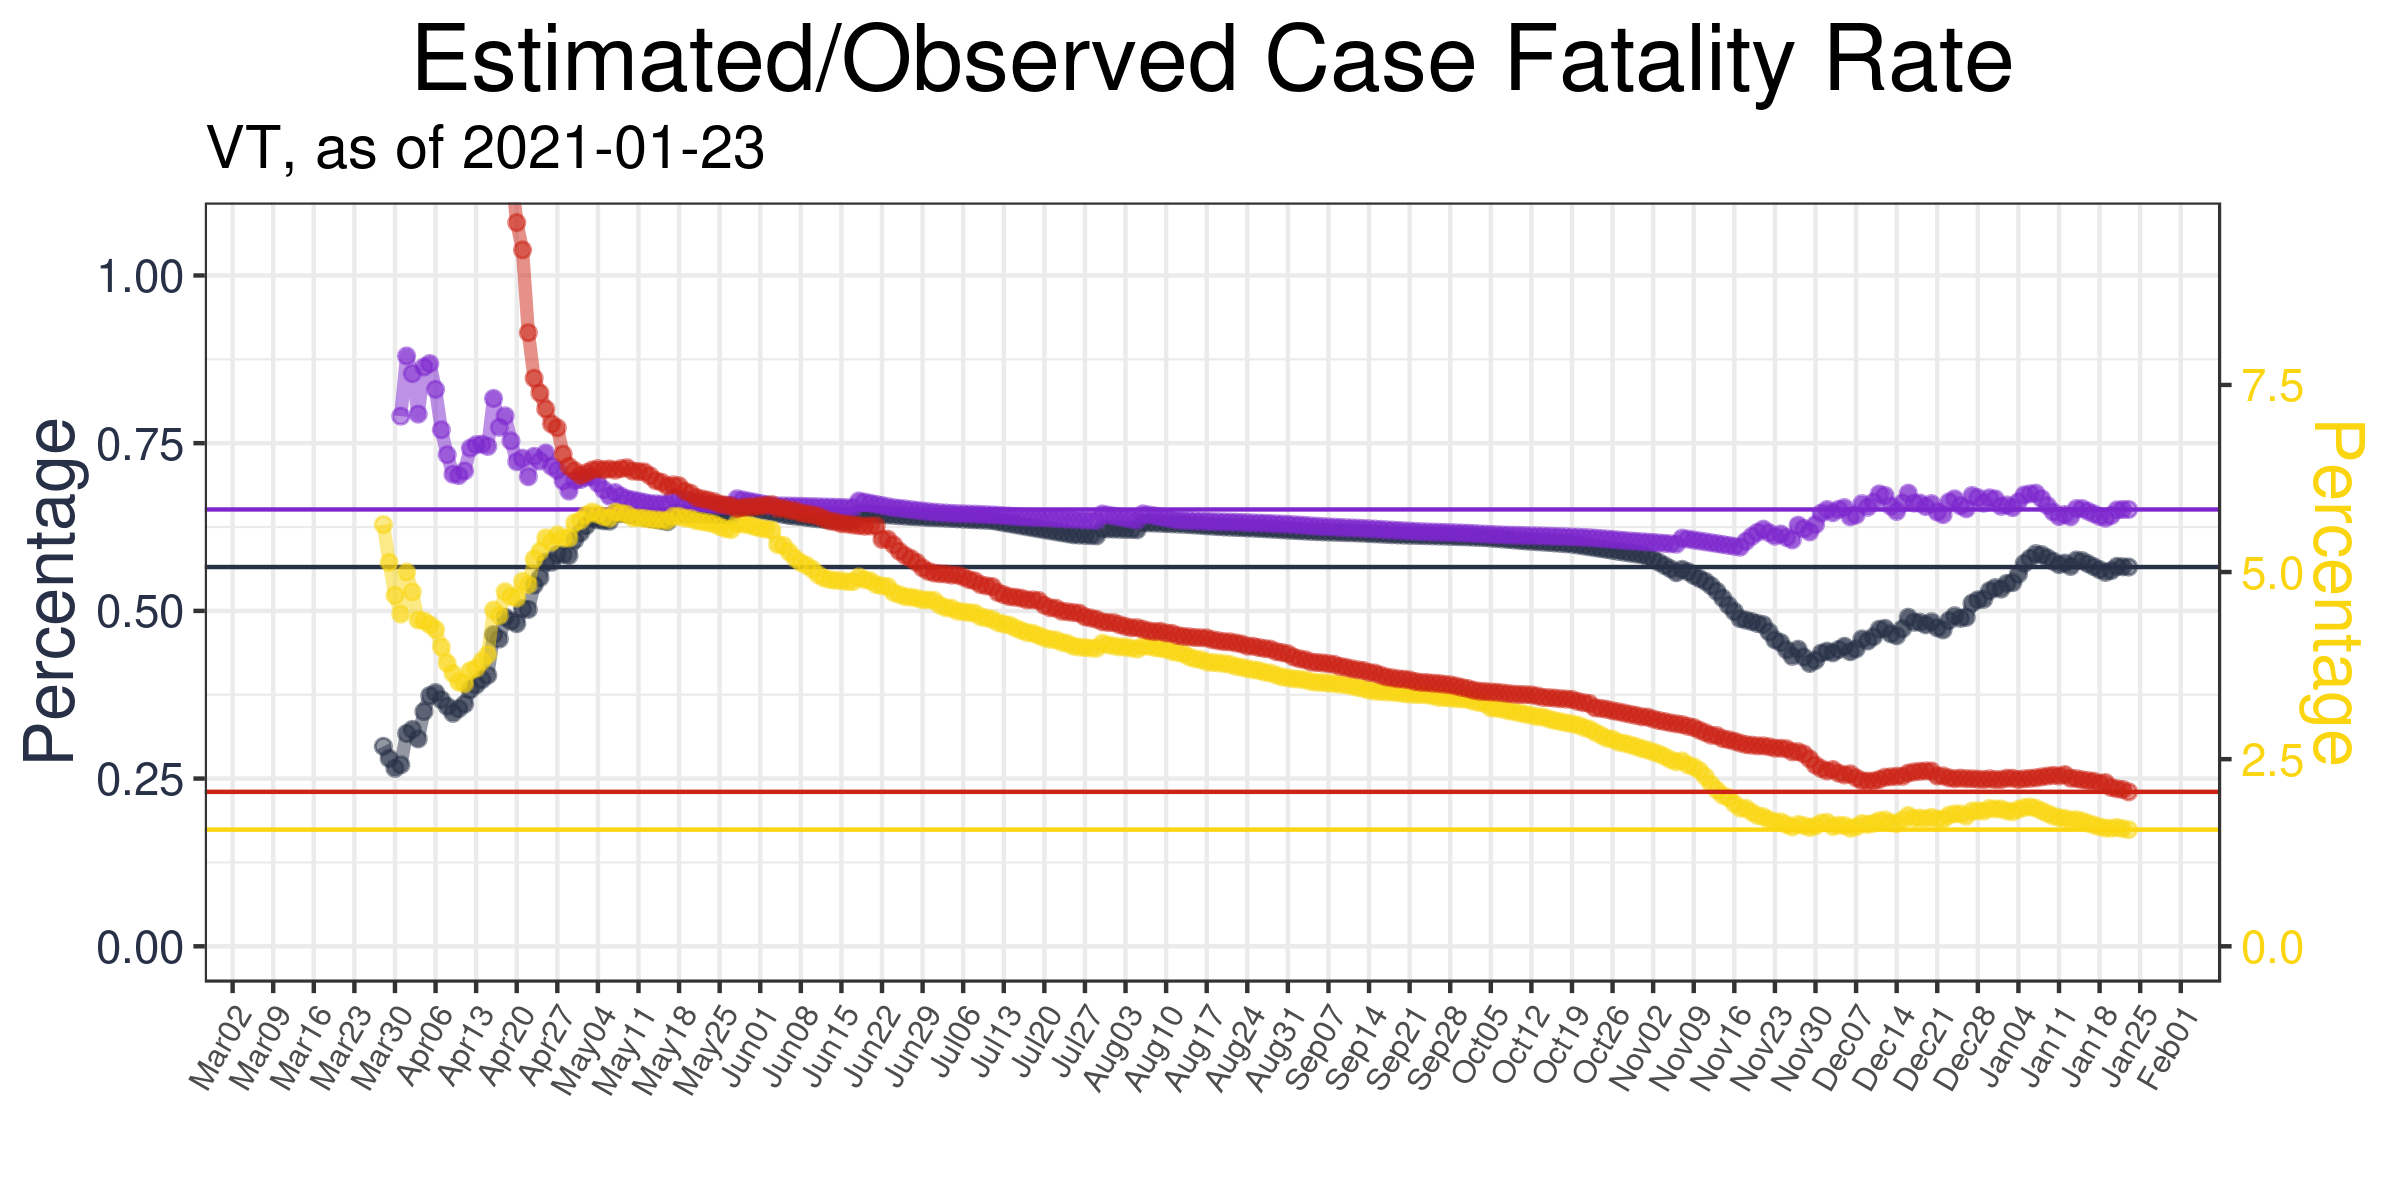 Estimated/Observed Case Fatality Rate
VT, as of 2021-01-23
Percentage
1.00
0.75
0.50
0.25
0.00
7.5
5.0
2.5
0.0
Percentage
Mar02
Mar09
Mar16
Mar23
Mar30
Apr06
Apr13
Apr20
Apr27
May04
May11
May18
May25
Jun01
Jun08
Jun15
Jun22
Jun29
Jul06
Jul13
Jul20
Jul27
Aug03
Aug10
Aug17
Aug24
Aug31
Sep07
Sep14
Sep21
Sep28
Oct05
Oct12
Oct19
Oct26
Nov02
Nov09
Nov16
Nov23
Nov30
Dec07
Dec14
Dec21
Dec28
Jan04
Jan11
Jan18
Jan25
Feb01